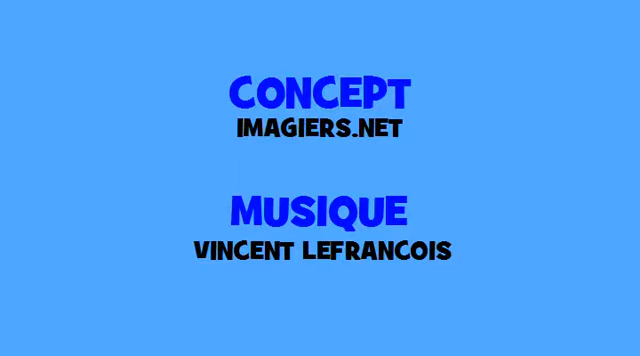 CONCEPT
IMAGIERS.NET
MUSIQUE
VINCENT LEFRANCOIS